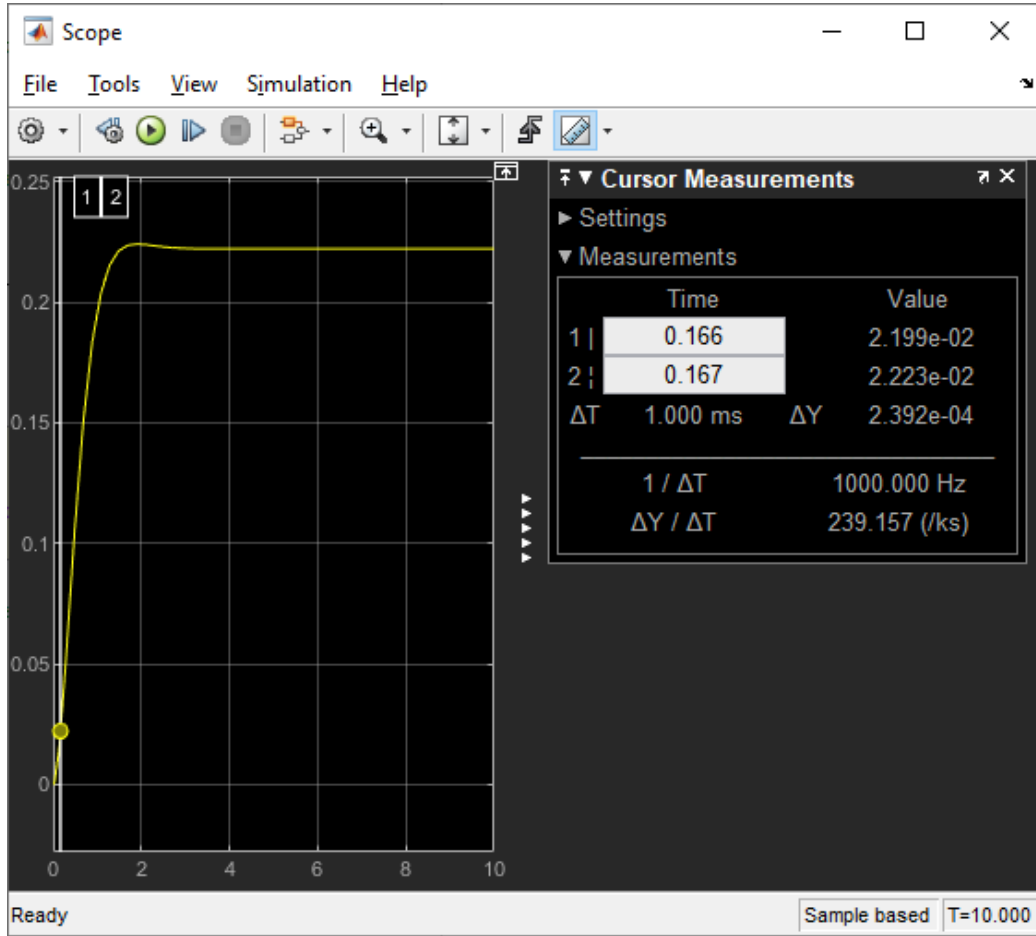 Scope
File Tools View Simulation Help
0.25
0.2
0.15
0.1
0.05
0
0 2 4 6 8 10
1 2
Cursor Measurements
Settings
Measurements
Time Value
1 | 0.166 2.199e-02
2 ¦ 0.167 2.223e-02
ΔT 1.000 ms ΔY 2.392e-04
1 / ΔT 1000.000 Hz
ΔY / ΔT 239.157 (/ks)
Ready Sample based T=10.000